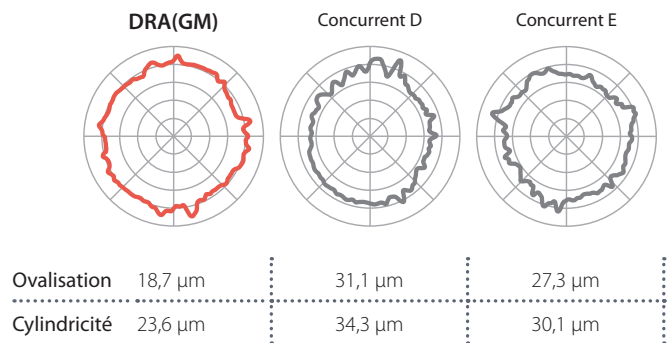 DRA(GM) Concurrent D Concurrent E
Ovalisation 18,7 µm 31,1 µm 27,3 µm
Cylindricité 23,6 µm 34,3 µm 30,1 µm